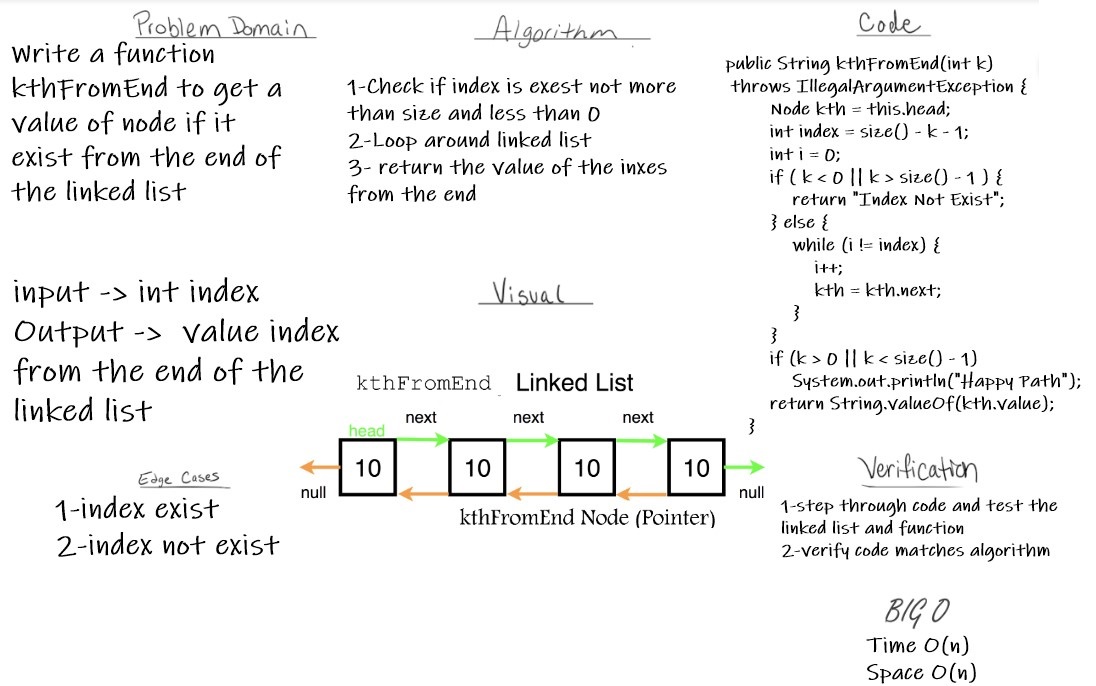 Problem Domain
Write a function
kthFromEnd to get a
value of node if it
exist from the end of
the linked list
input -> int index
Output -> value index
from the end of the
linked list
Edge Cases
1-index exist
2-index not exist
Algorithm
1-Check if index is exest not more
than size and less than 0
2-Loop around linked list
3- return the value of the inxes
from the end
Visual
kthFromEnd Linked List
next next next
head
10 10 10 10
null null
kthFromEnd Node (Pointer)
Code
public String kthFromEnd(int k)
throws IllegalArgumentException {
Node kth = this.head;
int index = size() - k - 1;
int i = 0;
if ( k < 0 || k > size() - 1 ) {
return "Index Not Exist";
} else {
while (i != index) {
i++;
kth = kth.next;
}
}
if (k > 0 || k < size() - 1)
System.out.println("Happy Path");
return String.valueOf(kth.value);
}
Verification
1-step through code and test the
linked list and function
2-verify code matches algorithm
BIG O
Time O(n)
Space O(n)